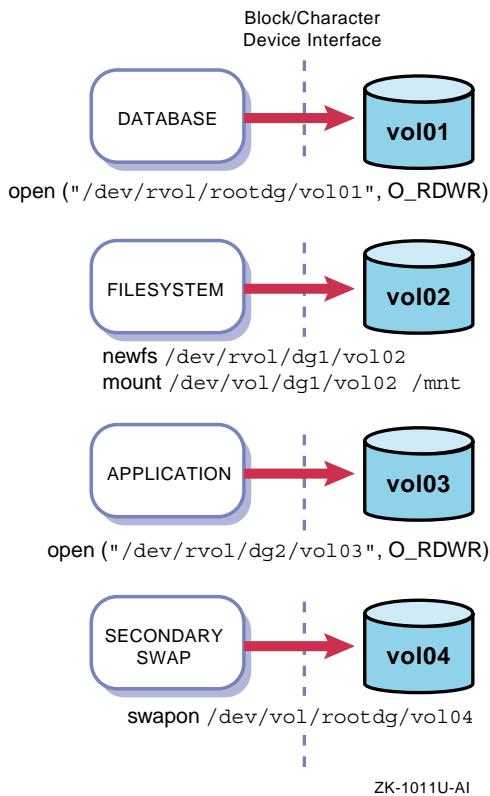 Block/Character
Device Interface
DATABASE
vol01
open ("/dev/rvol/rootdg/vol01", O_RDWR)
FILESYSTEM
vol02
newfs /dev/rvol/dg1/vol02
mount /dev/vol/dg1/vol02 /mnt
APPLICATION
vol03
open ("/dev/rvol/dg2/vol03", O_RDWR)
SECONDARY
SWAP
vol04
swapon /dev/vol/rootdg/vol04
ZK-1011U-AI